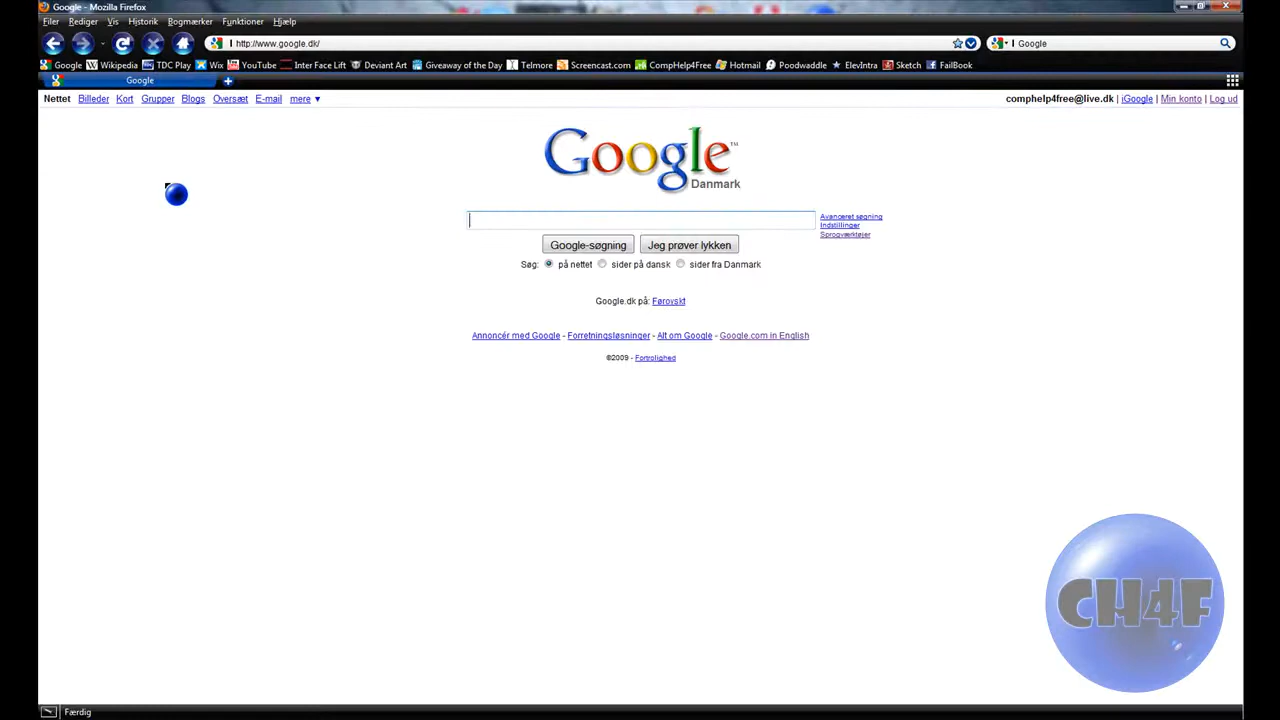 Google - Mozilla Firefox
Filer Rediger Vis Historik Bogmærker Funktioner Hjælp
http://www.google.dk/ Google
Google Wikipedia TDC Play Wix YouTube Inter Face Lift Deviant Art Giveaway of the Day Telmore Screencast.com CompHelp4Free Hotmail Poodwaddle ElevIntra Sketch FailBook
Google
Nettet Billeder Kort Grupper Blogs Oversæt E-mail mere ▼ comphelp4free@live.dk | iGoogle | Min konto | Log ud
Google™
Danmark
Avanceret søgning
Indstillinger
Sprogværktøjer
Google-søgning Jeg prøver lykken
Søg: på nettet sider på dansk sider fra Danmark
Google.dk på: Føroyskt
Annoncér med Google - Forretningsløsninger - Alt om Google - Google.com in English
©2009 - Fortrolighed
CH4F
Færdig